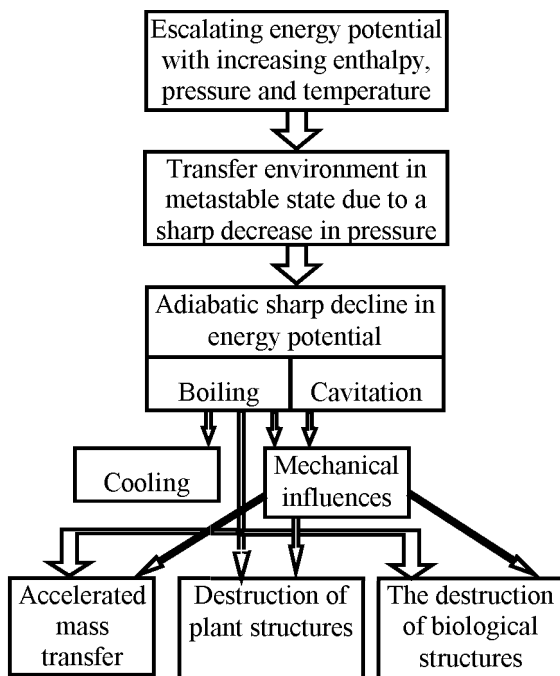 Escalating energy potential
with increasing enthalpy,
pressure and temperature
Transfer environment in
metastable state due to a
sharp decrease in pressure
Adiabatic sharp decline in
energy potential
Boiling
Cavitation
Cooling
Mechanical
influences
Accelerated
mass
transfer
Destruction of
plant structures
The destruction
of biological
structures